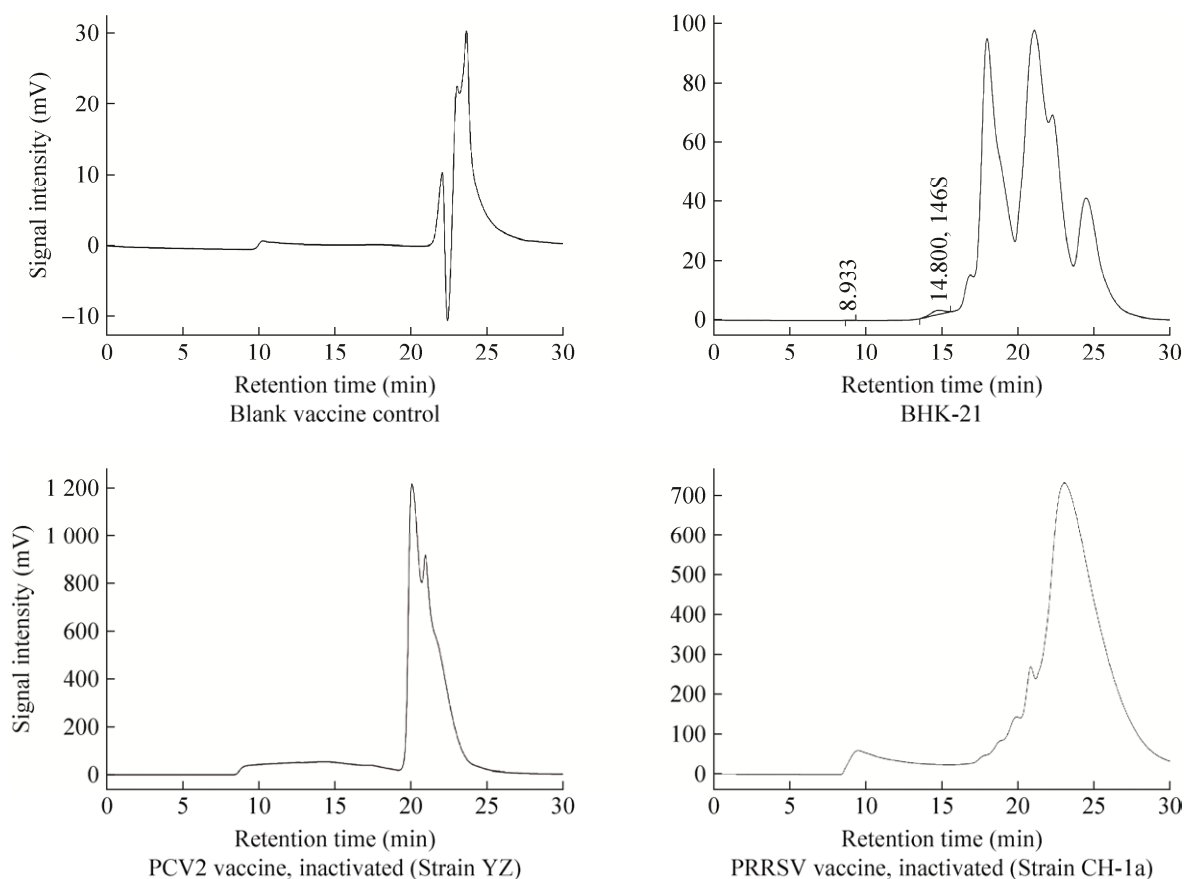 Signal intensity (mV)
30
20
10
0
−10
0 5 10 15 20 25 30
Retention time (min)
Blank vaccine control
100
80
60
40
20
0
8.933
14.800, 146S
0 5 10 15 20 25 30
Retention time (min)
BHK-21
Signal intensity (mV)
1 200
1 000
800
600
400
200
0
0 5 10 15 20 25 30
Retention time (min)
PCV2 vaccine, inactivated (Strain YZ)
700
600
500
400
300
200
100
0
0 5 10 15 20 25 30
Retention time (min)
PRRSV vaccine, inactivated (Strain CH-1a)